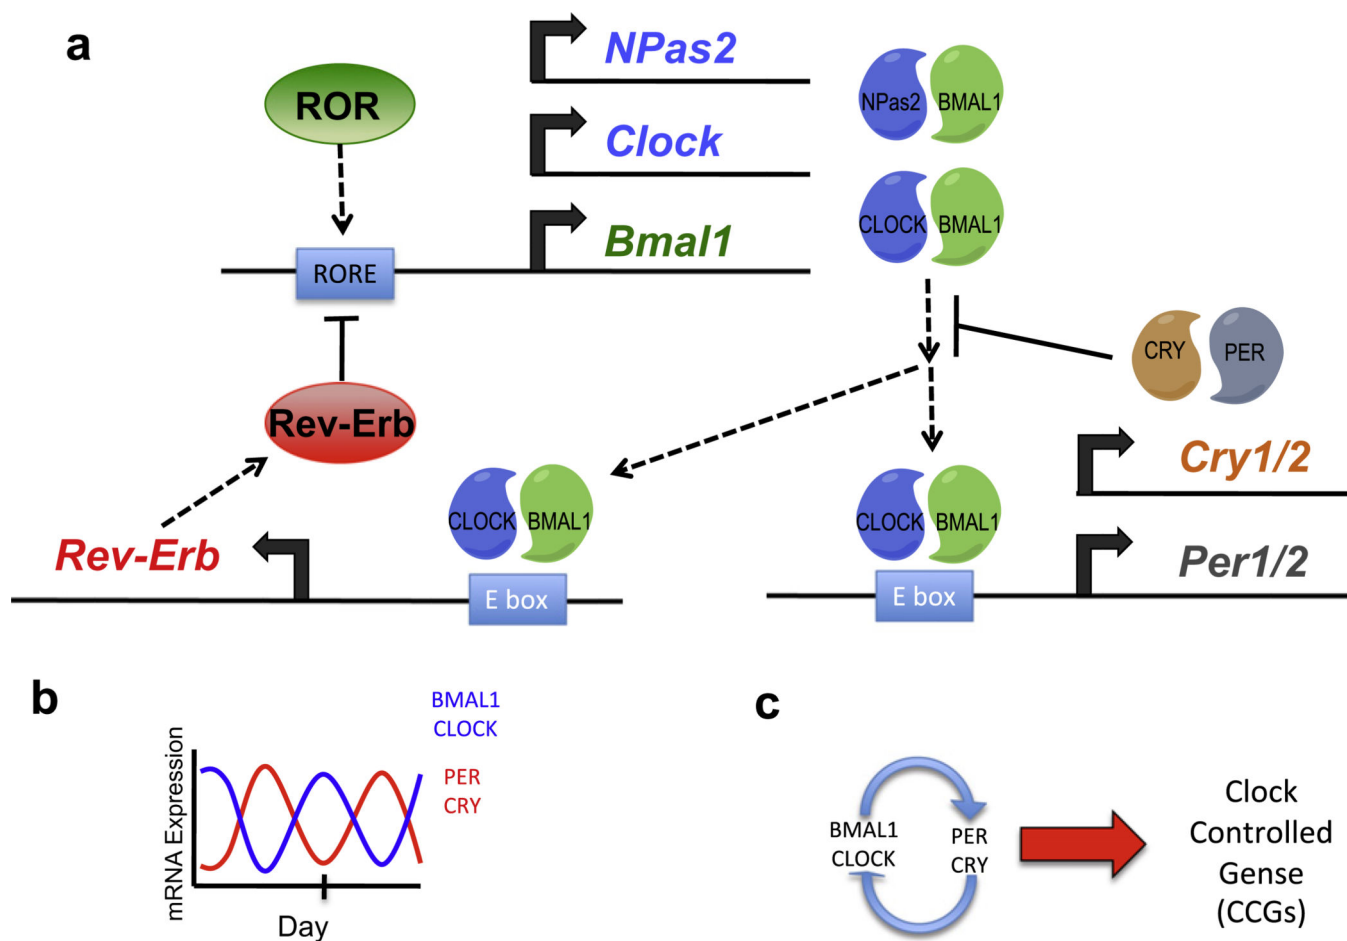 a
NPas2
ROR
NPas2 BMAL1
Clock
CLOCK BMAL1
Bmal1
RORE
CRY PER
Rev-Erb
Cry1/2
CLOCK BMAL1
CLOCK BMAL1
Rev-Erb
Per1/2
E box
E box
b
BMAL1
CLOCK
PER
CRY
mRNA Expression
Day
c
BMAL1
CLOCK
PER
CRY
Clock
Controlled
Gense
(CCGs)